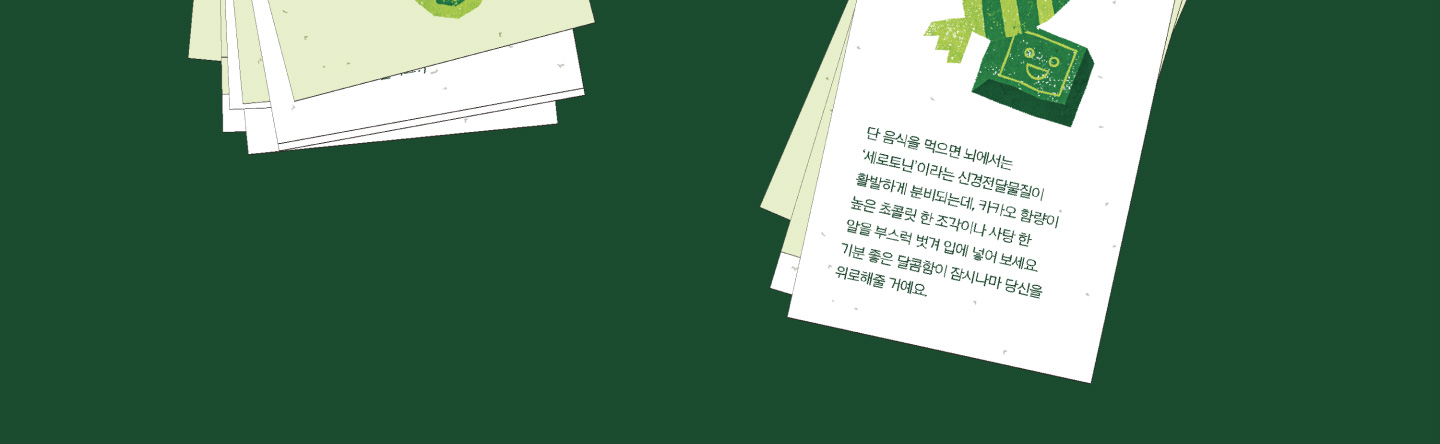 단 음식을 먹으면 뇌에서는
‘세로토닌’이라는 신경전달물질이
활발하게 분비되는데, 카카오 함량이
높은 초콜릿 한 조각이나 사탕 한
알을 부스럭 벗겨 입에 넣어 보세요.
기분 좋은 달콤함이 잠시나마 당신을
위로해줄 거예요.